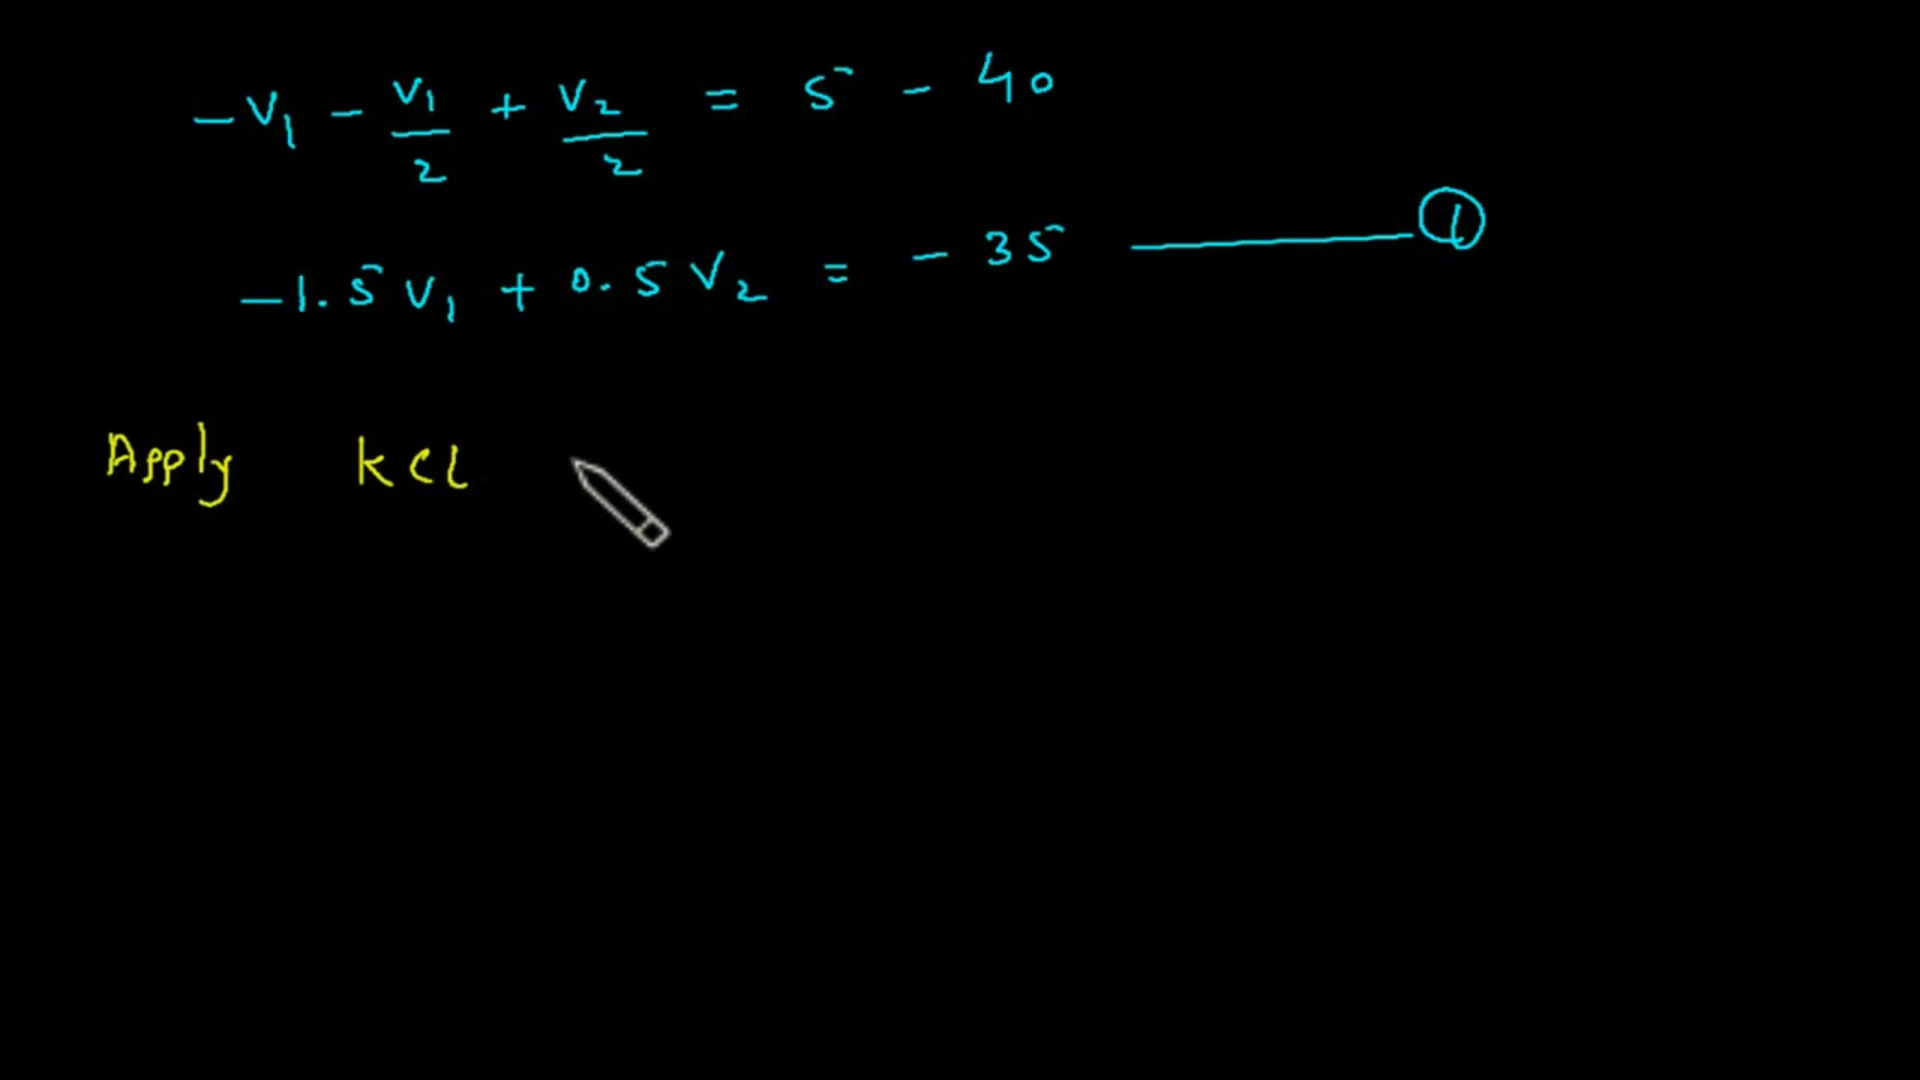 -V1 - V1/2 + V2/2 = 5 - 40
-1.5 V1 + 0.5 V2 = - 35 —— ①
Apply KCL